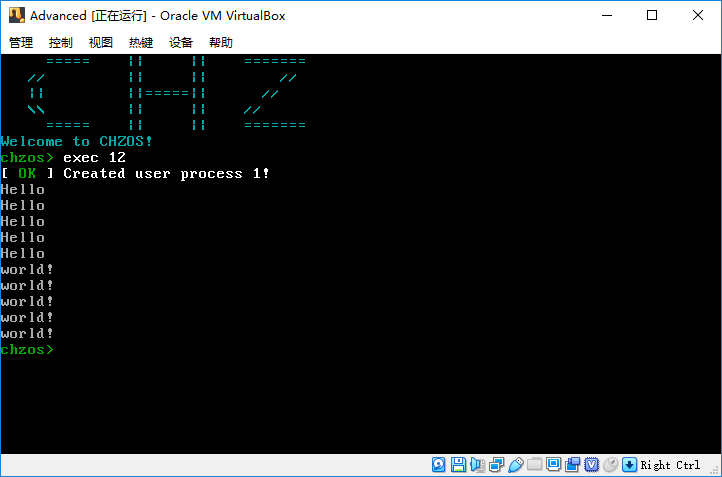 Advanced [正在运行] - Oracle VM VirtualBox
管理 控制 视图 热键 设备 帮助
     =====    ||     ||    =======
   //         ||     ||        //
   ||         ||=====||      //
   \\         ||     ||    //
     =====    ||     ||    =======
Welcome to CHZOS!
chzos> exec 12
[ OK ] Created user process 1!
Hello
Hello
Hello
Hello
Hello
world!
world!
world!
world!
world!
chzos>
Right Ctrl